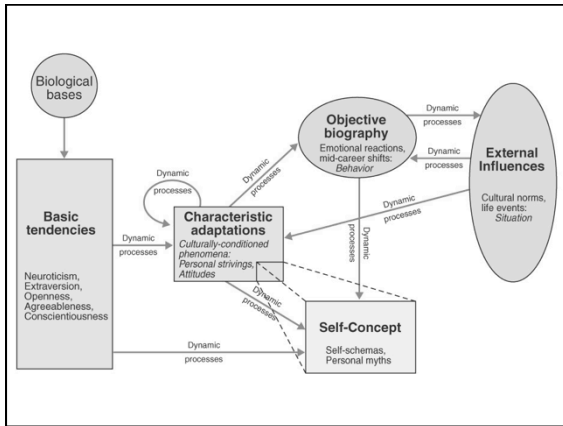 Biological
bases
Basic
tendencies
Neuroticism,
Extraversion,
Openness,
Agreeableness,
Conscientiousness
Dynamic
processes
Dynamic
processes
Characteristic
adaptations
Culturally-conditioned
phenomena:
Personal strivings,
Attitudes
Dynamic
processes
Objective
biography
Emotional reactions,
mid-career shifts:
Behavior
Dynamic
processes
Dynamic
processes
External
Influences
Cultural norms,
life events:
Situation
Dynamic
processes
Dynamic
processes
Dynamic
processes
Self-Concept
Self-schemas,
Personal myths
Dynamic
processes